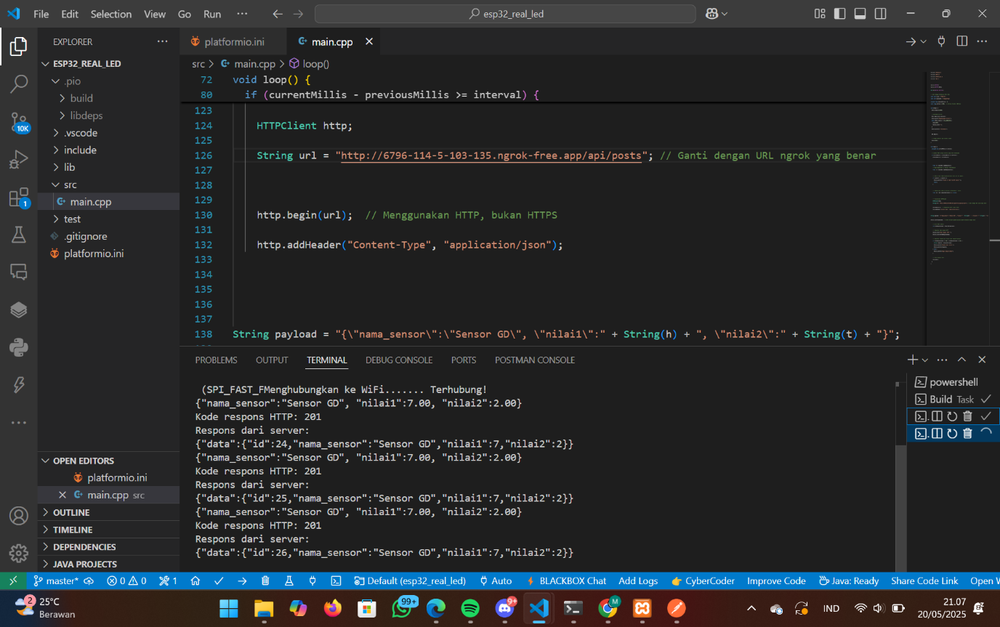 File Edit Selection View Go Run ··· esp32_real_led
EXPLORER ···
ESP32_REAL_LED
.pio
build
libdeps
.vscode
include
lib
src
main.cpp
test
.gitignore
platformio.ini
OPEN EDITORS
platformio.ini
main.cpp src
OUTLINE
TIMELINE
DEPENDENCIES
JAVA PROJECTS
10K
1
platformio.ini main.cpp
src > main.cpp > loop()
72 void loop() {
80 if (currentMillis - previousMillis >= interval) {
123
124 HTTPClient http;
125
126 String url = "http://6796-114-5-103-135.ngrok-free.app/api/posts"; // Ganti dengan URL ngrok yang benar
127
128
129
130 http.begin(url); // Menggunakan HTTP, bukan HTTPS
131
132 http.addHeader("Content-Type", "application/json");
133
134
135
136
137
138 String payload = "{\"nama_sensor\":\"Sensor GD\", \"nilai1\":" + String(h) + ", \"nilai2\":" + String(t) + "}";
PROBLEMS OUTPUT TERMINAL DEBUG CONSOLE PORTS POSTMAN CONSOLE
(SPI_FAST_FMenghubungkan ke WiFi....... Terhubung!
{"nama_sensor":"Sensor GD", "nilai1":7.00, "nilai2":2.00}
Kode respons HTTP: 201
Respons dari server:
{"data":{"id":24,"nama_sensor":"Sensor GD","nilai1":7,"nilai2":2}}
{"nama_sensor":"Sensor GD", "nilai1":7.00, "nilai2":2.00}
Kode respons HTTP: 201
Respons dari server:
{"data":{"id":25,"nama_sensor":"Sensor GD","nilai1":7,"nilai2":2}}
{"nama_sensor":"Sensor GD", "nilai1":7.00, "nilai2":2.00}
Kode respons HTTP: 201
Respons dari server:
{"data":{"id":26,"nama_sensor":"Sensor GD","nilai1":7,"nilai2":2}}
powershell
Build Task
master* 0 0 1 Default (esp32_real_led) Auto BLACKBOX Chat Add Logs CyberCoder Improve Code Java: Ready Share Code Link Open
2 25°C
Berawan
99+
9+
M
IND
21.07
20/05/2025